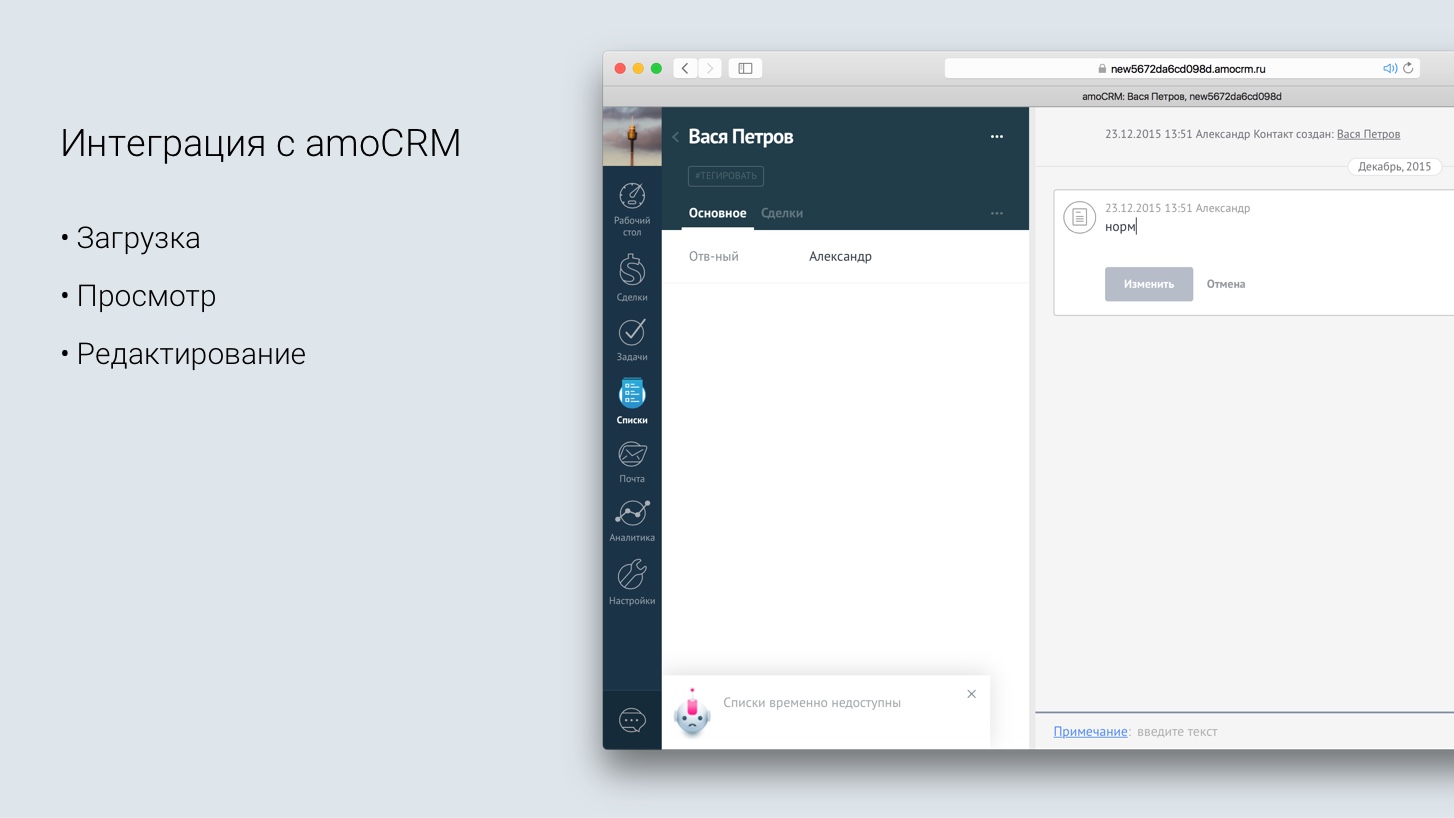 Интеграция с amoCRM
• Загрузка
• Просмотр
• Редактирование
new5672da6cd098d.amocrm.ru
amoCRM: Вася Петров, new5672da6cd098d
Рабочий
стол
Сделки
Задачи
Списки
Почта
Аналитика
Настройки
Вася Петров
#ТЕГИРОВАТЬ
Основное Сделки
Отв-ный Александр
Списки временно недоступны
23.12.2015 13:51 Александр Контакт создан: Вася Петров
Декабрь, 2015
23.12.2015 13:51 Александр
норм
Изменить Отмена
Примечание: введите текст